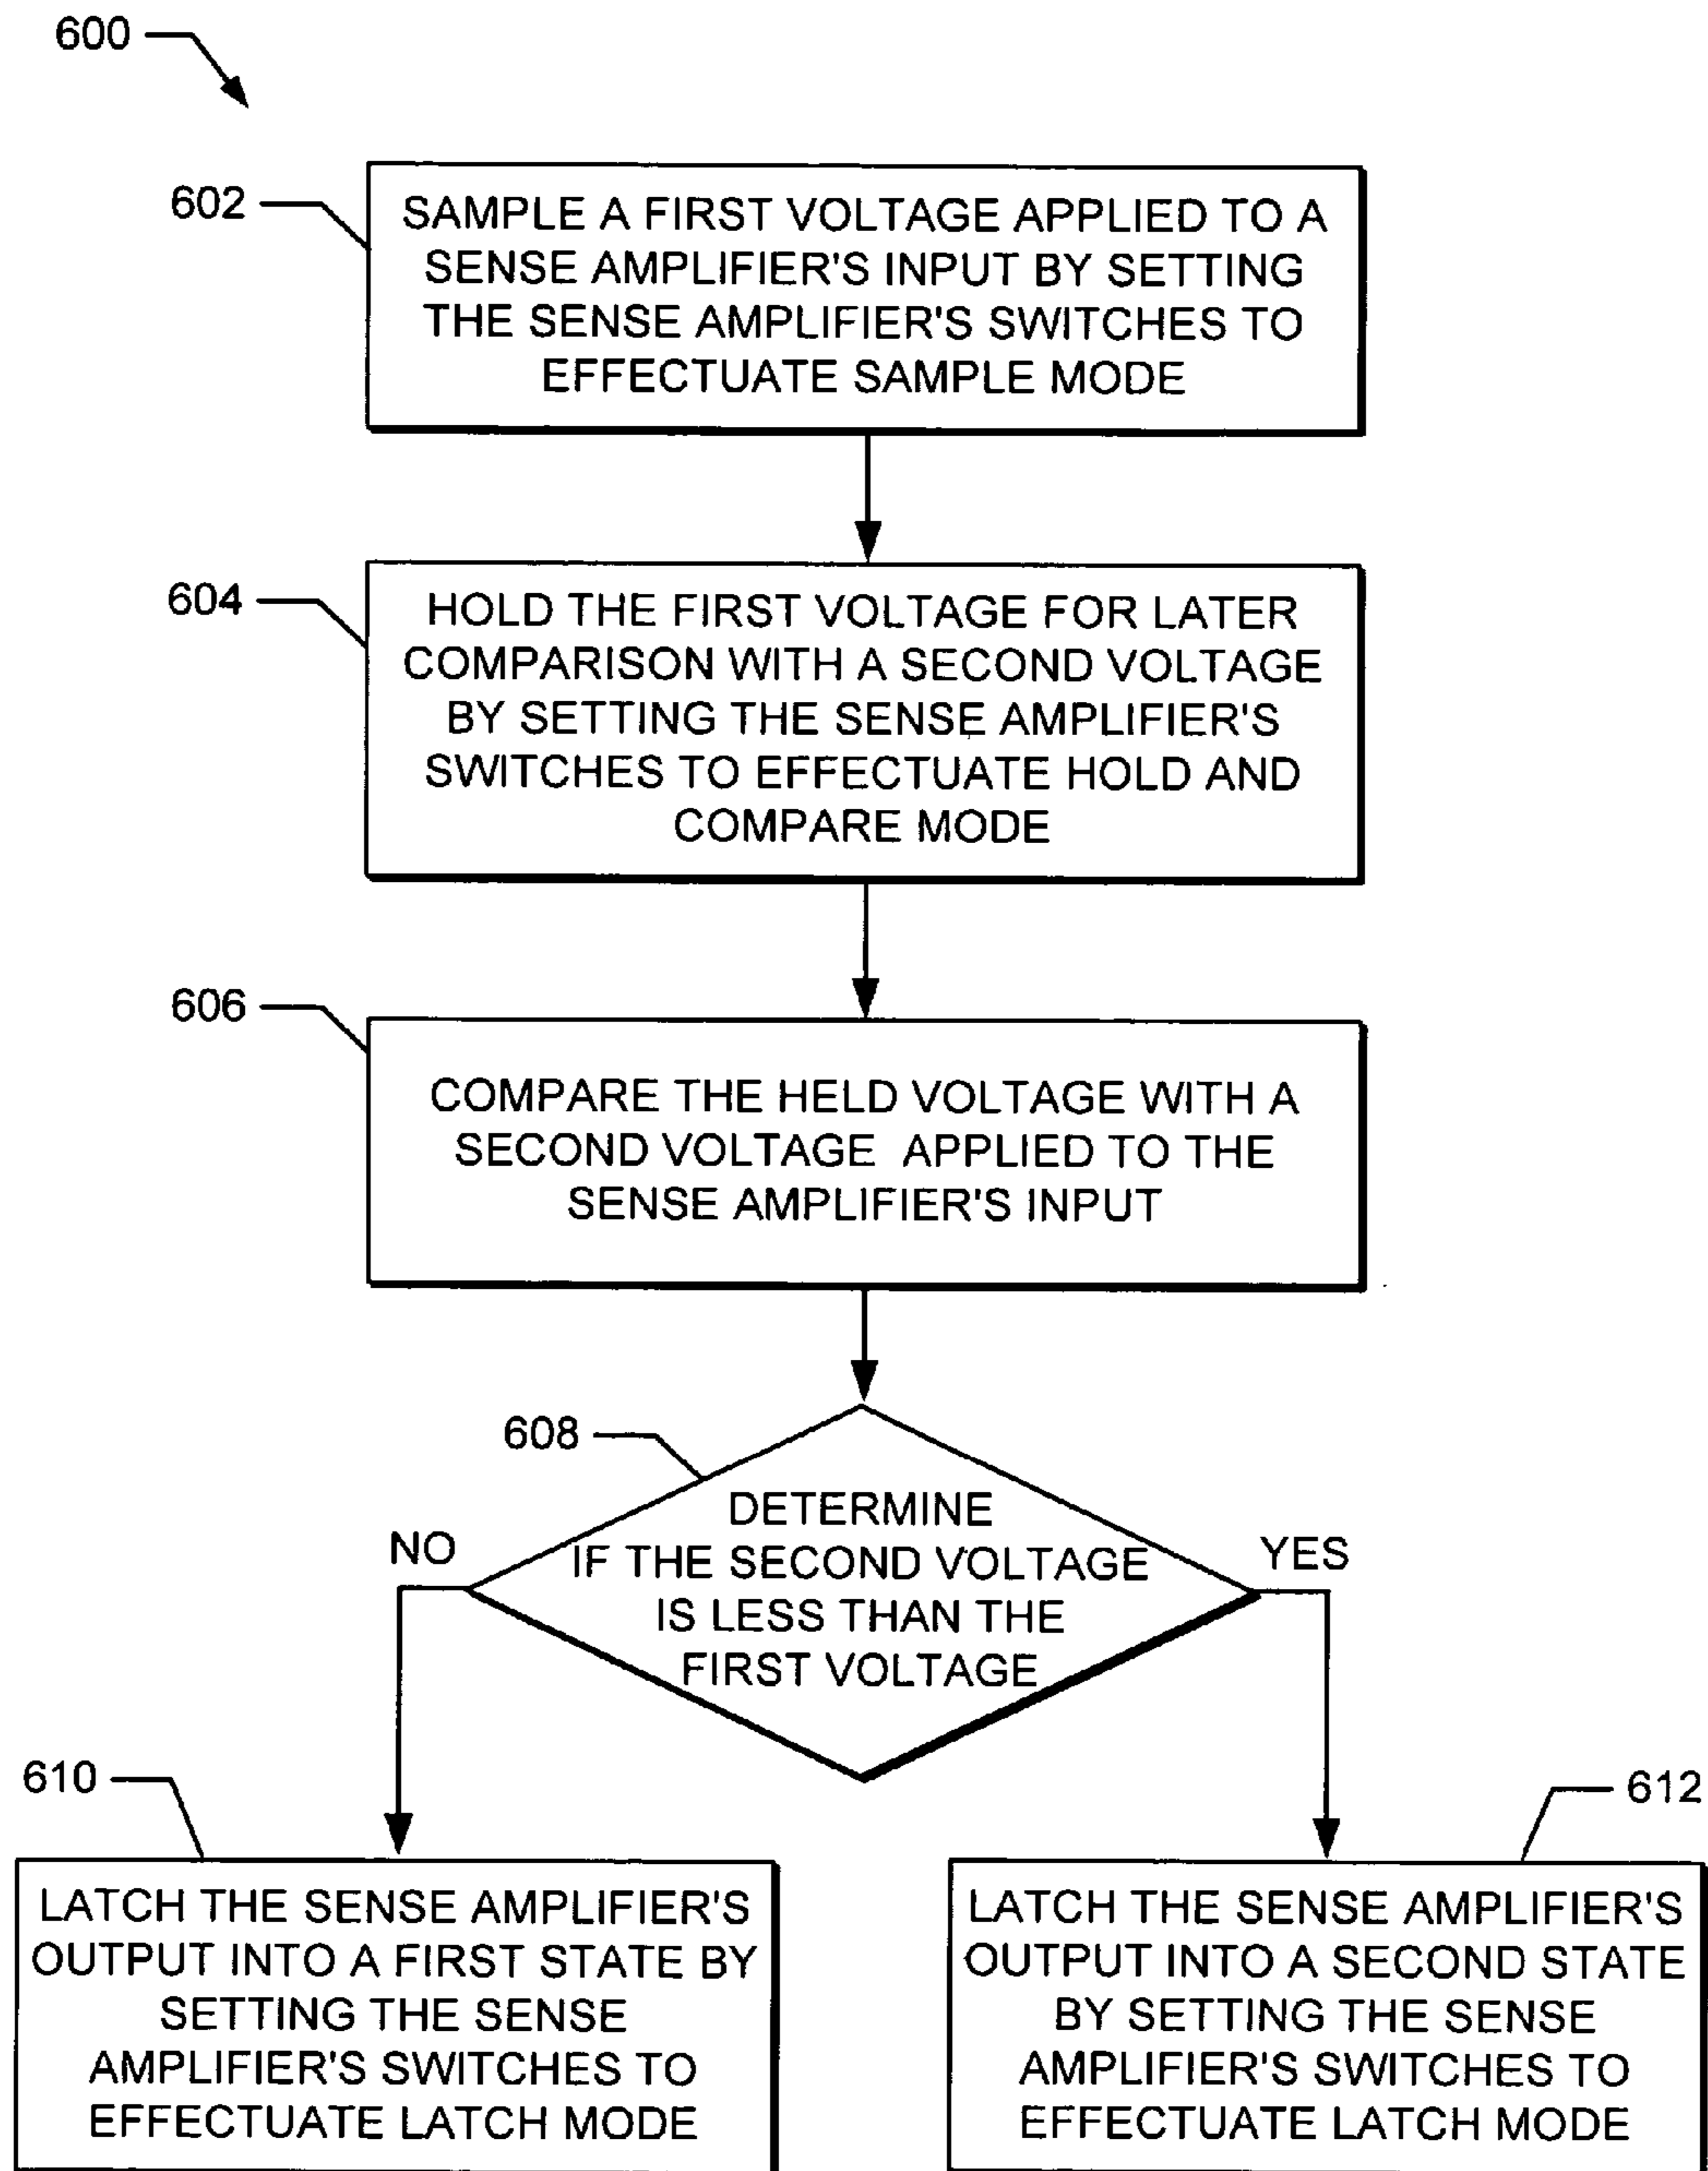 600
602
SAMPLE A FIRST VOLTAGE APPLIED TO A
SENSE AMPLIFIER'S INPUT BY SETTING
THE SENSE AMPLIFIER'S SWITCHES TO
EFFECTUATE SAMPLE MODE
604
HOLD THE FIRST VOLTAGE FOR LATER
COMPARISON WITH A SECOND VOLTAGE
BY SETTING THE SENSE AMPLIFIER'S
SWITCHES TO EFFECTUATE HOLD AND
COMPARE MODE
606
COMPARE THE HELD VOLTAGE WITH A
SECOND VOLTAGE APPLIED TO THE
SENSE AMPLIFIER'S INPUT
608
DETERMINE
IF THE SECOND VOLTAGE
IS LESS THAN THE
FIRST VOLTAGE
NO
YES
610
LATCH THE SENSE AMPLIFIER'S
OUTPUT INTO A FIRST STATE BY
SETTING THE SENSE
AMPLIFIER'S SWITCHES TO
EFFECTUATE LATCH MODE
612
LATCH THE SENSE AMPLIFIER'S
OUTPUT INTO A SECOND STATE
BY SETTING THE SENSE
AMPLIFIER'S SWITCHES TO
EFFECTUATE LATCH MODE